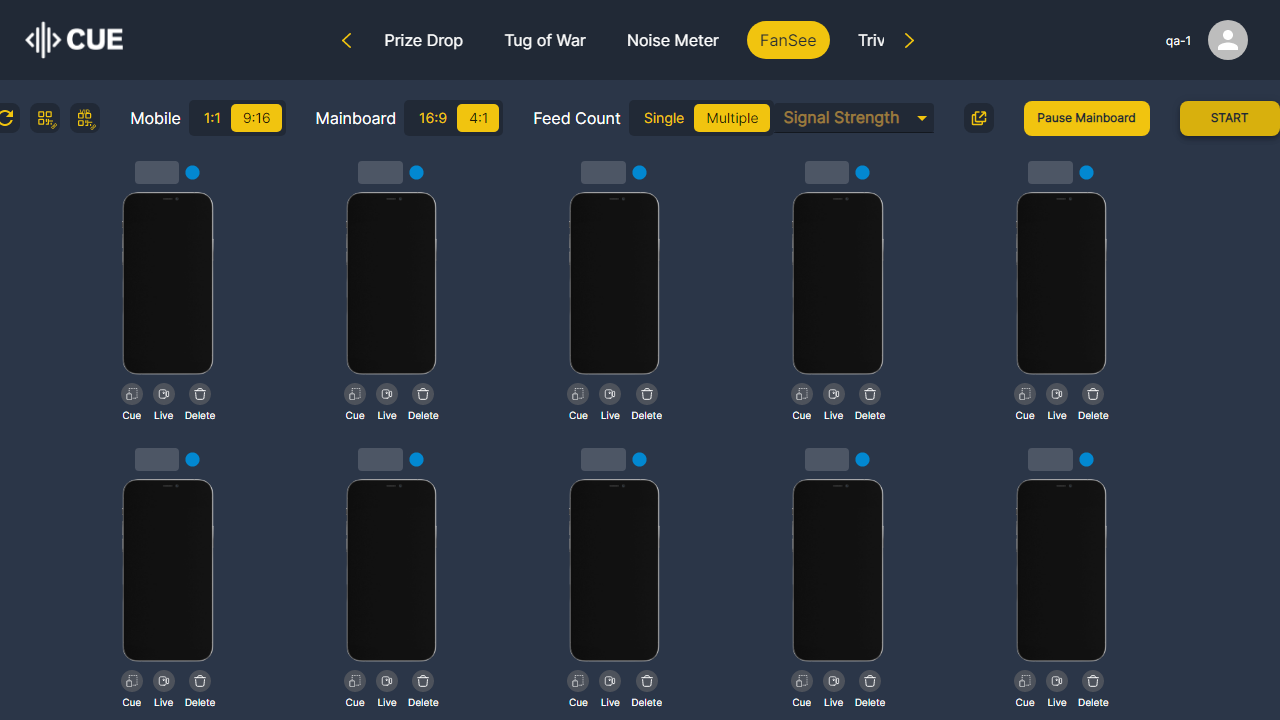 CUE
Prize Drop Tug of War Noise Meter FanSee Triv
qa-1
Mobile 1:1 9:16 Mainboard 16:9 4:1 Feed Count Single Multiple Signal Strength Pause Mainboard START
Cue Live Delete Cue Live Delete Cue Live Delete Cue Live Delete Cue Live Delete
Cue Live Delete Cue Live Delete Cue Live Delete Cue Live Delete Cue Live Delete